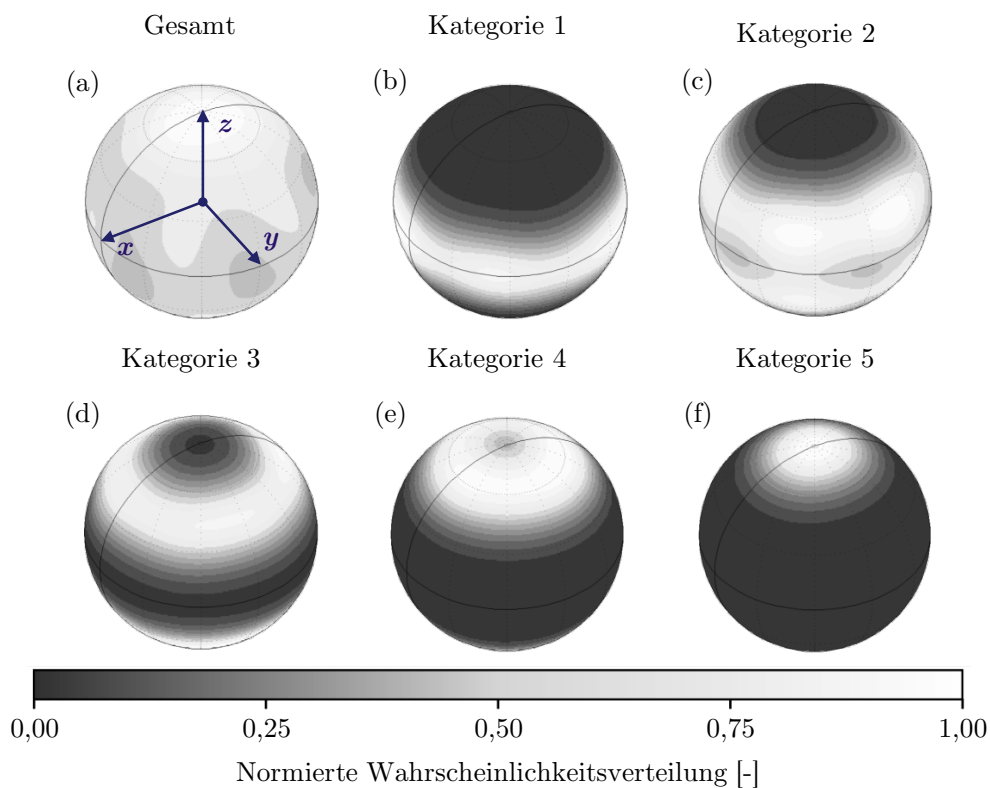 Gesamt
Kategorie 1
Kategorie 2
(a)
(b)
(c)
z
x
y
Kategorie 3
Kategorie 4
Kategorie 5
(d)
(e)
(f)
0,00 0,25 0,50 0,75 1,00
Normierte Wahrscheinlichkeitsverteilung [-]